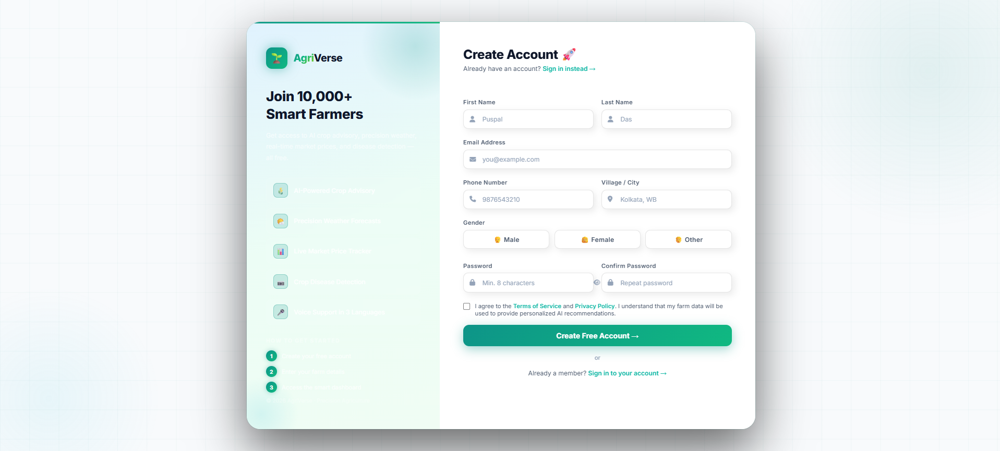 AgriVerse
Join 10,000+
Smart Farmers
Get access to AI crop advisory, precision weather,
real-time market prices, and disease detection —
all free.
AI-Powered Crop Advisory
Precision Weather Forecasts
Live Market Price Tracker
Crop Disease Detection
Voice Support in 3 Languages
1 Create your free account
2 Enter your farm details
3 Access the smart dashboard
Create Account 🚀
Already have an account? Sign in instead →
First Name
Last Name
Puspal
Das
Email Address
you@example.com
Phone Number
Village / City
9876543210
Kolkata, WB
Gender
Male
Female
Other
Password
Confirm Password
Min. 8 characters
Repeat password
I agree to the Terms of Service and Privacy Policy. I understand that my farm data will be
used to provide personalized AI recommendations.
Create Free Account →
or
Already a member? Sign in to your account →